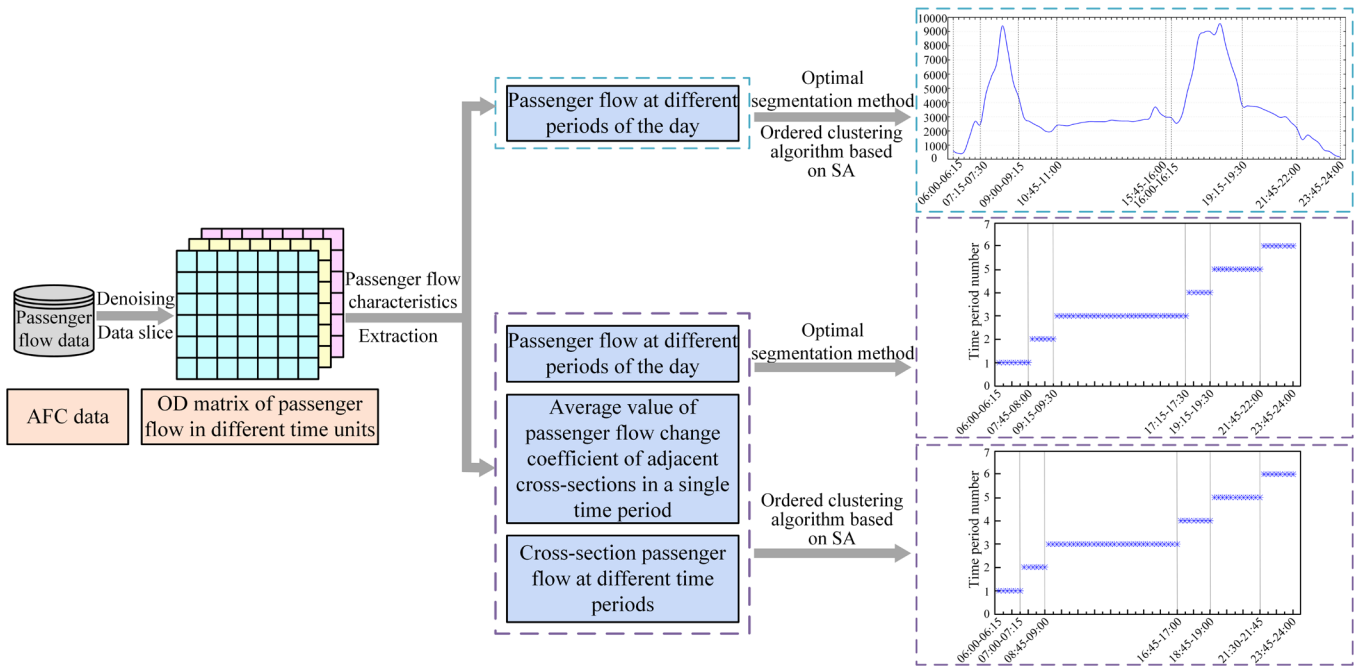 Passenger
flow data
AFC data
Denoising
Data slice
OD matrix of passenger
flow in different time units
Passenger flow
characteristics
Extraction
Passenger flow at different
periods of the day
Optimal
segmentation method
Ordered clustering
algorithm based
on SA
10000
9000
8000
7000
6000
5000
4000
3000
2000
1000
0
06:00-06:15
07:15-07:30
09:00-09:15
10:45-11:00
15:45-16:00
16:00-16:15
19:15-19:30
21:45-22:00
23:45-24:00
Passenger flow at different
periods of the day
Average value of
passenger flow change
coefficient of adjacent
cross-sections in a single
time period
Cross-section passenger
flow at different time
periods
Optimal
segmentation method
Time period number
7
6
5
4
3
2
1
0
06:00-06:15
07:45-08:00
09:15-09:30
17:15-17:30
19:15-19:30
21:45-22:00
23:45-24:00
Ordered clustering
algorithm based
on SA
Time period number
7
6
5
4
3
2
1
0
06:00-06:15
07:00-07:15
08:45-09:00
16:45-17:00
18:45-19:00
21:30-21:45
23:45-24:00